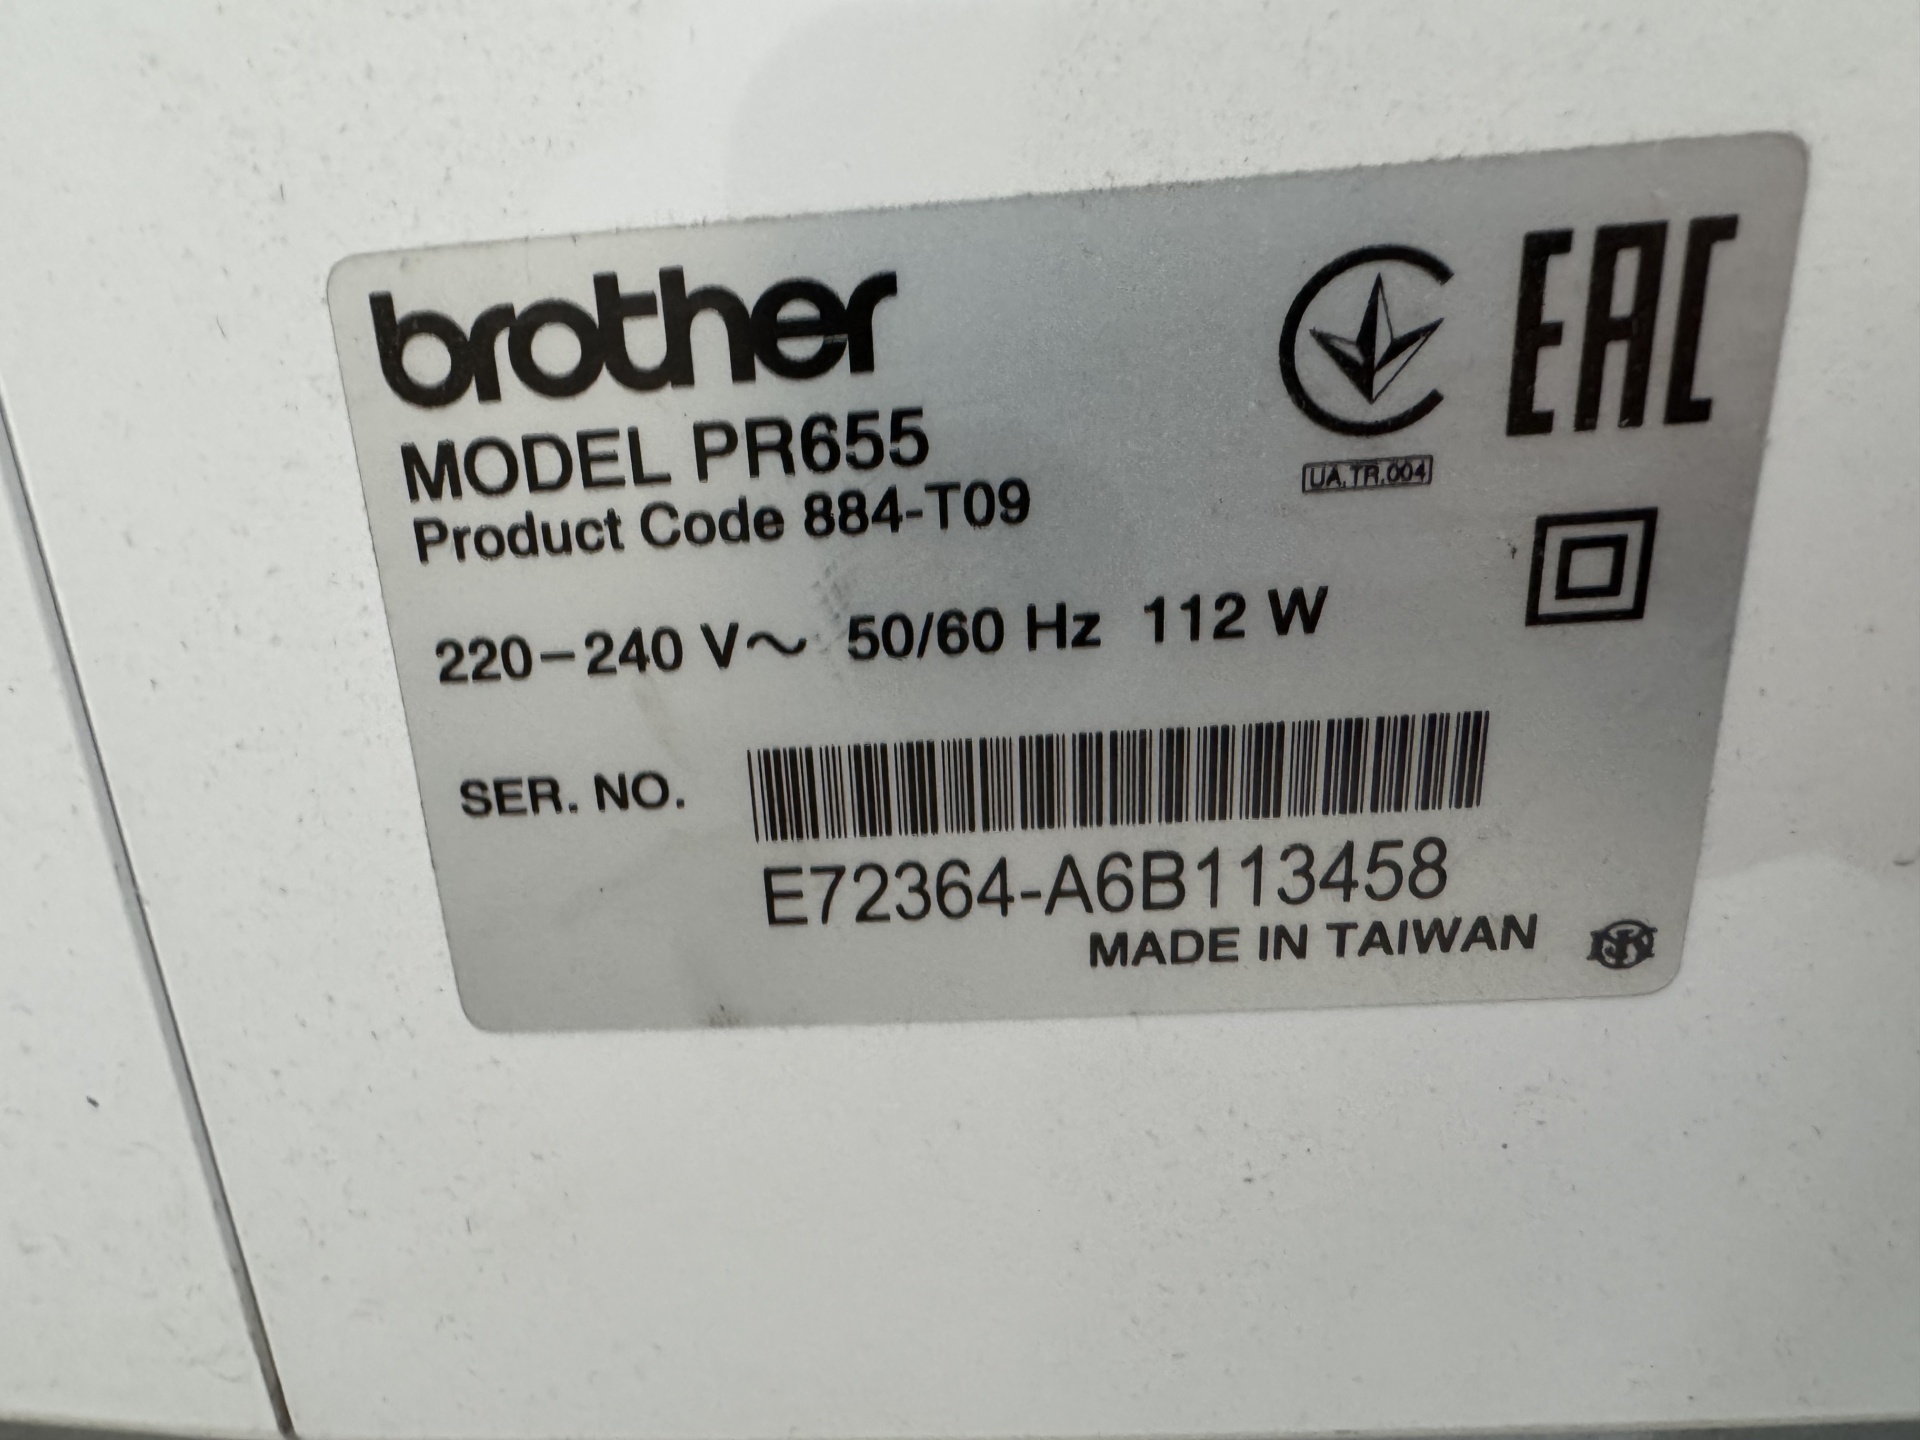 brother
MODEL PR655
Product Code 884-T09
UA.TR.004
EAC
220-240 V~ 50/60 Hz 112 W
SER. NO.
E72364-A6B113458
MADE IN TAIWAN